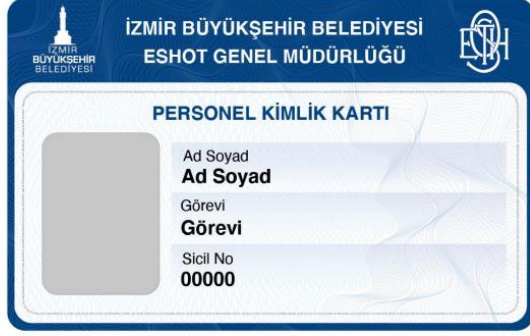 İZMİR
BÜYÜKŞEHİR
BELEDİYESİ
İZMİR BÜYÜKŞEHİR BELEDİYESİ
ESHOT GENEL MÜDÜRLÜĞÜ
ESHOT
PERSONEL KİMLİK KARTI
Ad Soyad
Ad Soyad
Görevi
Görevi
Sicil No
00000